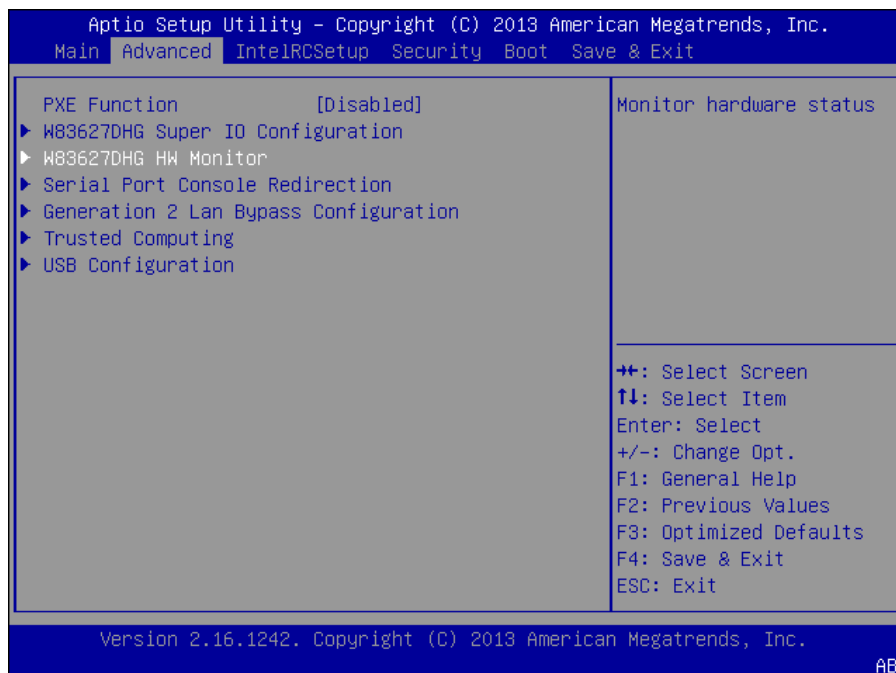 Aptio Setup Utility – Copyright (C) 2013 American Megatrends, Inc.
Main Advanced IntelRCSetup Security Boot Save & Exit
PXE Function [Disabled]
W83627DHG Super IO Configuration
W83627DHG HW Monitor
Serial Port Console Redirection
Generation 2 Lan Bypass Configuration
Trusted Computing
USB Configuration
Monitor hardware status
→←: Select Screen
↑↓: Select Item
Enter: Select
+/-: Change Opt.
F1: General Help
F2: Previous Values
F3: Optimized Defaults
F4: Save & Exit
ESC: Exit
Version 2.16.1242. Copyright (C) 2013 American Megatrends, Inc.
AB